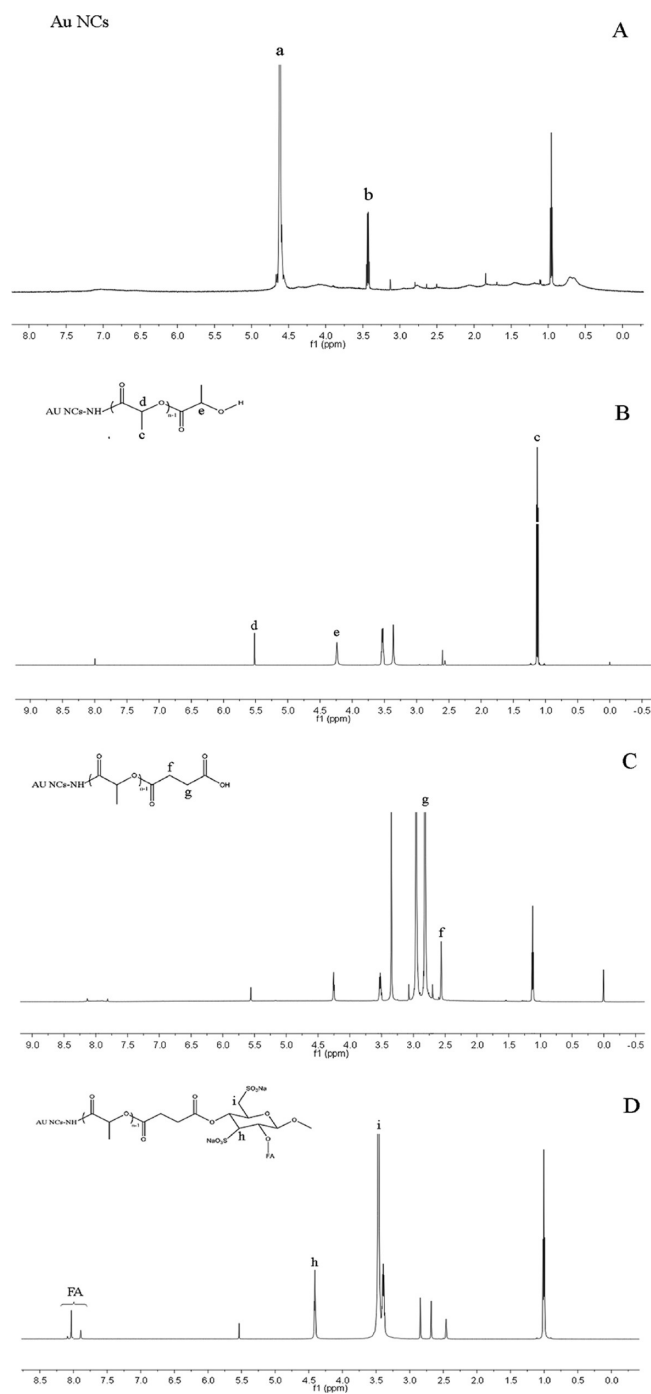 Au NCs
A
a
b
8.0 7.5 7.0 6.5 6.0 5.5 5.0 4.5 4.0 3.5 3.0 2.5 2.0 1.5 1.0 0.5 0.0
f1 (ppm)
B
O
d
O
H
AU NCs-NH
n-1
e
O
c
O
c
d
e
9.0 8.5 8.0 7.5 7.0 6.5 6.0 5.5 5.0 4.5 4.0 3.5 3.0 2.5 2.0 1.5 1.0 0.5 0.0 -0.5
f1 (ppm)
C
O
O
O
f
AU NCs-NH
n-1
g
OH
O
g
f
9.0 8.5 8.0 7.5 7.0 6.5 6.0 5.5 5.0 4.5 4.0 3.5 3.0 2.5 2.0 1.5 1.0 0.5 0.0 -0.5
f1 (ppm)
D
SO3Na
i
O
O
O
O
O
AU NCs-NH
n-1
O
NaO3S
h
O
O
FA
i
h
FA
8.5 8.0 7.5 7.0 6.5 6.0 5.5 5.0 4.5 4.0 3.5 3.0 2.5 2.0 1.5 1.0 0.5 0.0
f1 (ppm)